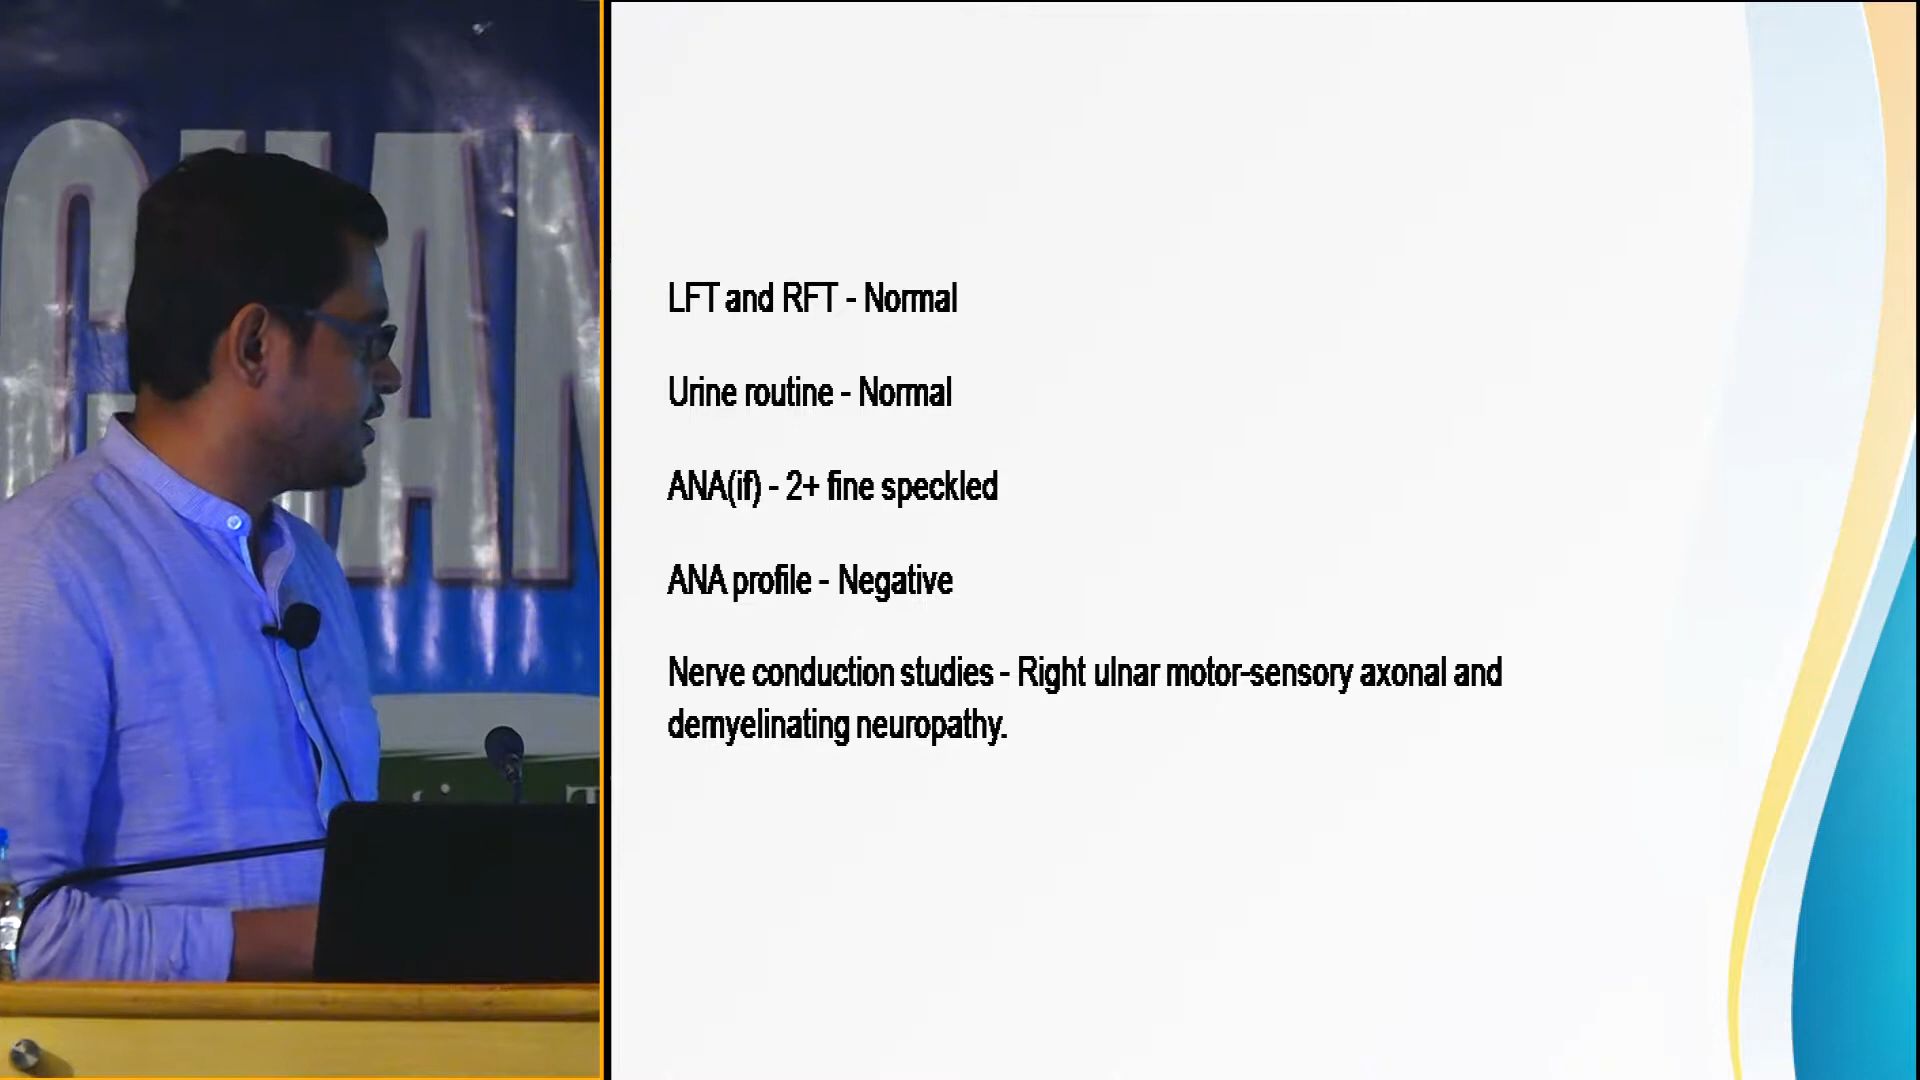 LFT and RFT - Normal
Urine routine - Normal
ANA(if) - 2+ fine speckled
ANA profile - Negative
Nerve conduction studies - Right ulnar motor-sensory axonal and
demyelinating neuropathy.